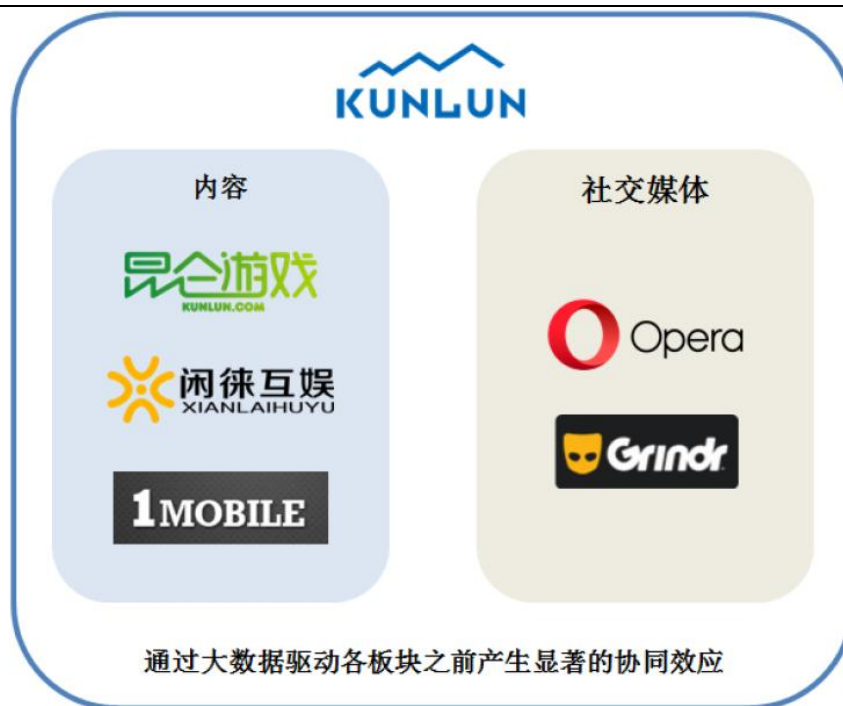 KUNLUN
内容
昆仑游戏
KUNLUN.COM
闲徕互娱
XIANLAIHUYU
1MOBILE
社交媒体
Opera
Grindr
通过大数据驱动各板块之前产生显著的协同效应